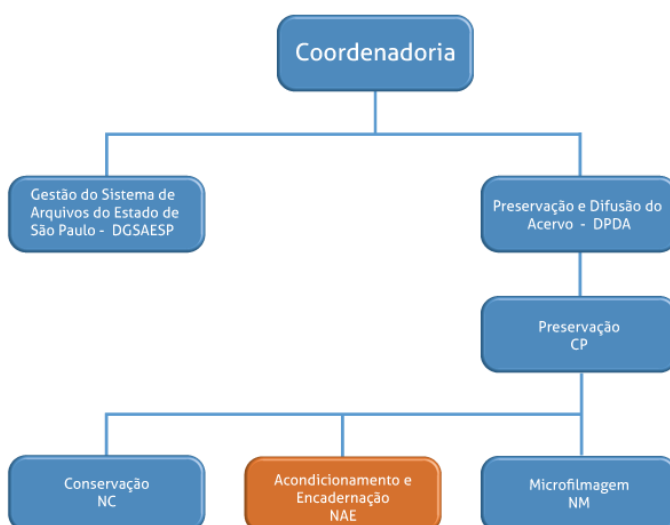 Coordenadoria
Gestão do Sistema de
Arquivos do Estado de
São Paulo - DGSAESP
Preservação e Difusão do
Acervo - DPDA
Preservação
CP
Conservação
NC
Acondicionamento e
Encadernação
NAE
Microfilmagem
NM